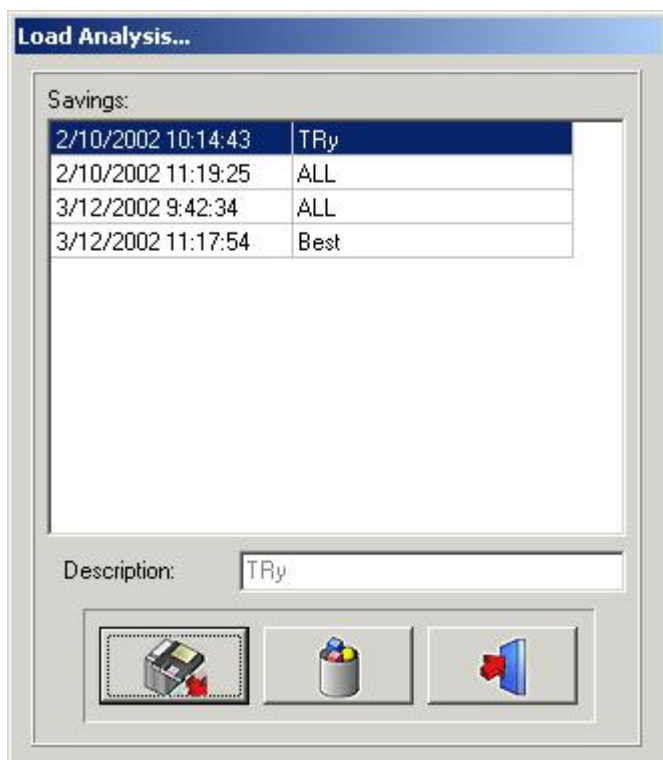 Load Analysis...
Savings:
2/10/2002 10:14:43 TRy
2/10/2002 11:19:25 ALL
3/12/2002 9:42:34 ALL
3/12/2002 11:17:54 Best
Description: TRy